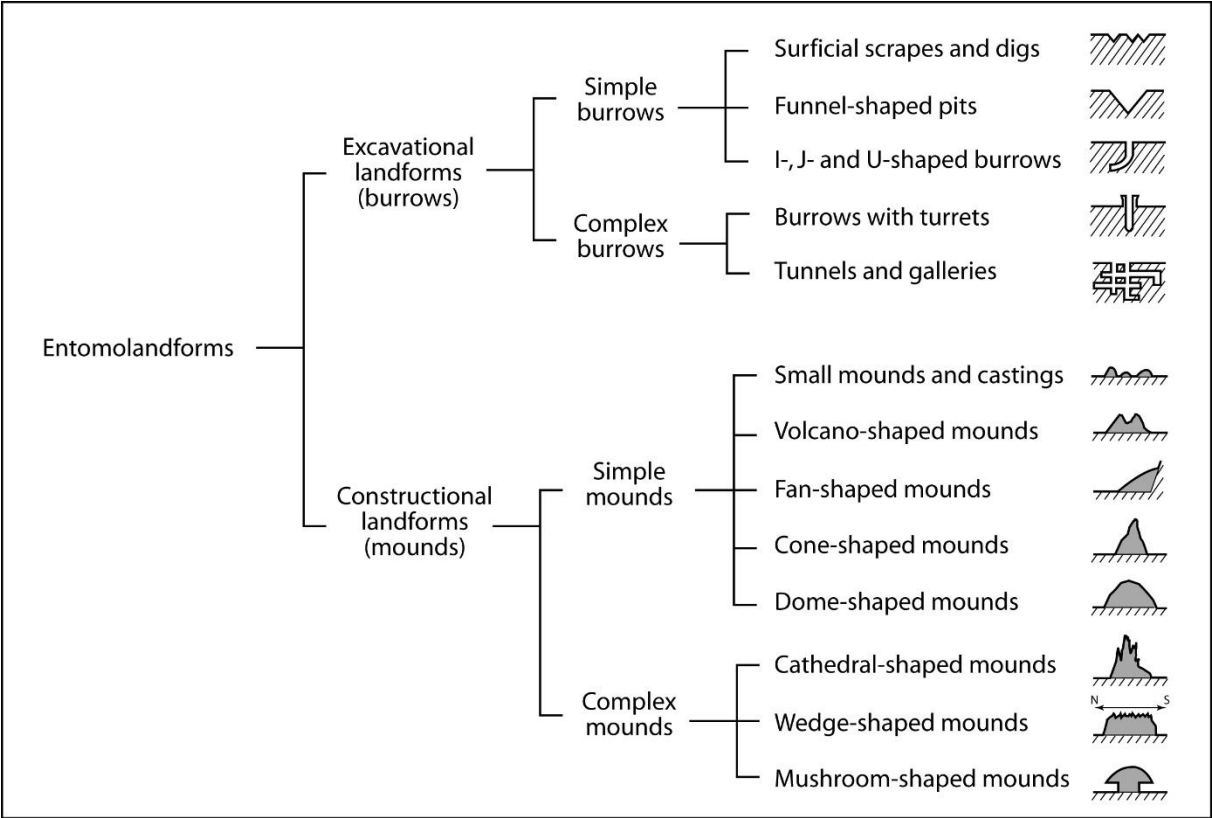 Entomolandforms
Excavational
landforms
(burrows)
Simple
burrows
Surficial scrapes and digs
Funnel-shaped pits
I-, J- and U-shaped burrows
Complex
burrows
Burrows with turrets
Tunnels and galleries
Constructional
landforms
(mounds)
Simple
mounds
Small mounds and castings
Volcano-shaped mounds
Fan-shaped mounds
Cone-shaped mounds
Dome-shaped mounds
Complex
mounds
Cathedral-shaped mounds
Wedge-shaped mounds
N S
Mushroom-shaped mounds